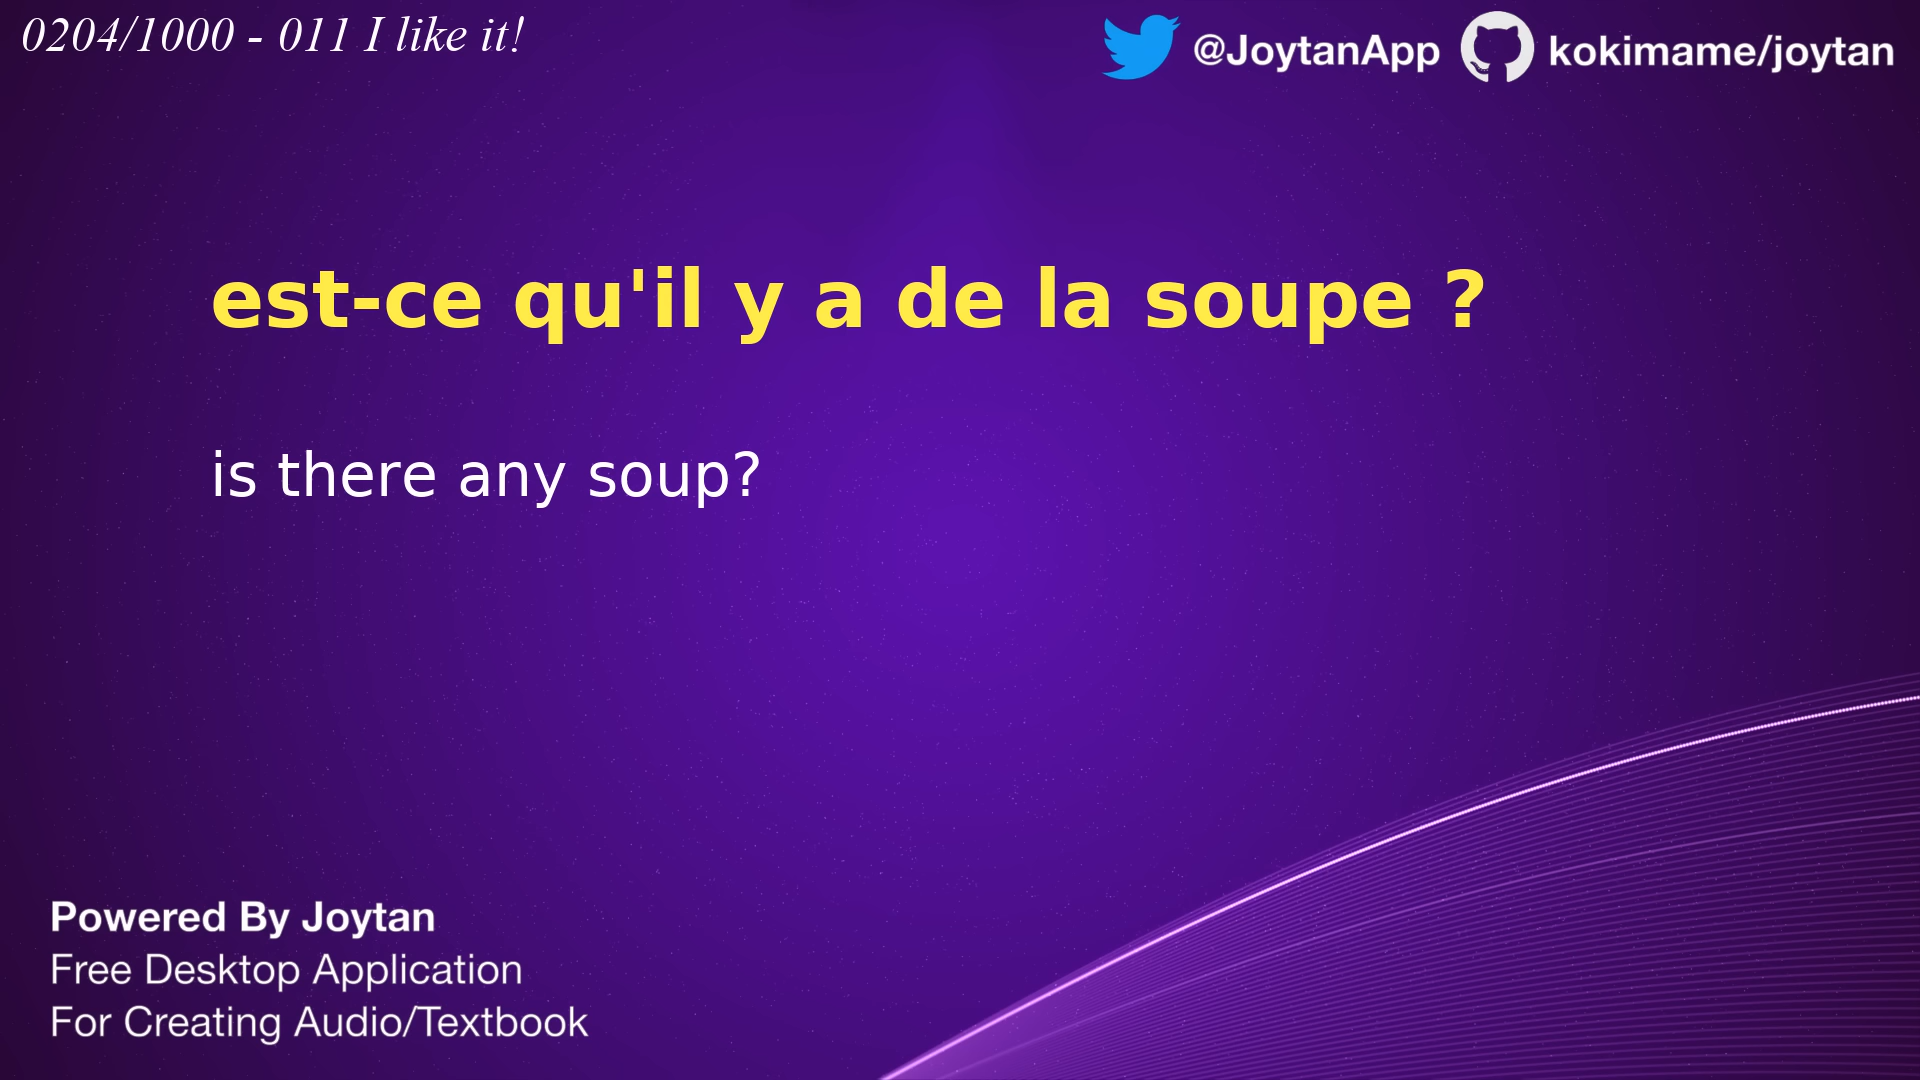 0204/1000 - 011 I like it!
@JoytanApp
kokimame/joytan
est-ce qu'il y a de la soupe ?
is there any soup?
Powered By Joytan
Free Desktop Application
For Creating Audio/Textbook